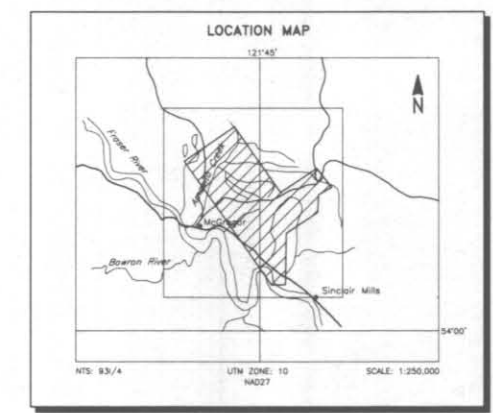 LOCATION MAP
121°45'
N
Fraser River
Creek
McGregor
Bowron River
Sinclair Mills
54°00'
NTS: 93I/4
UTM ZONE: 10
SCALE: 1:250,000
NAD27